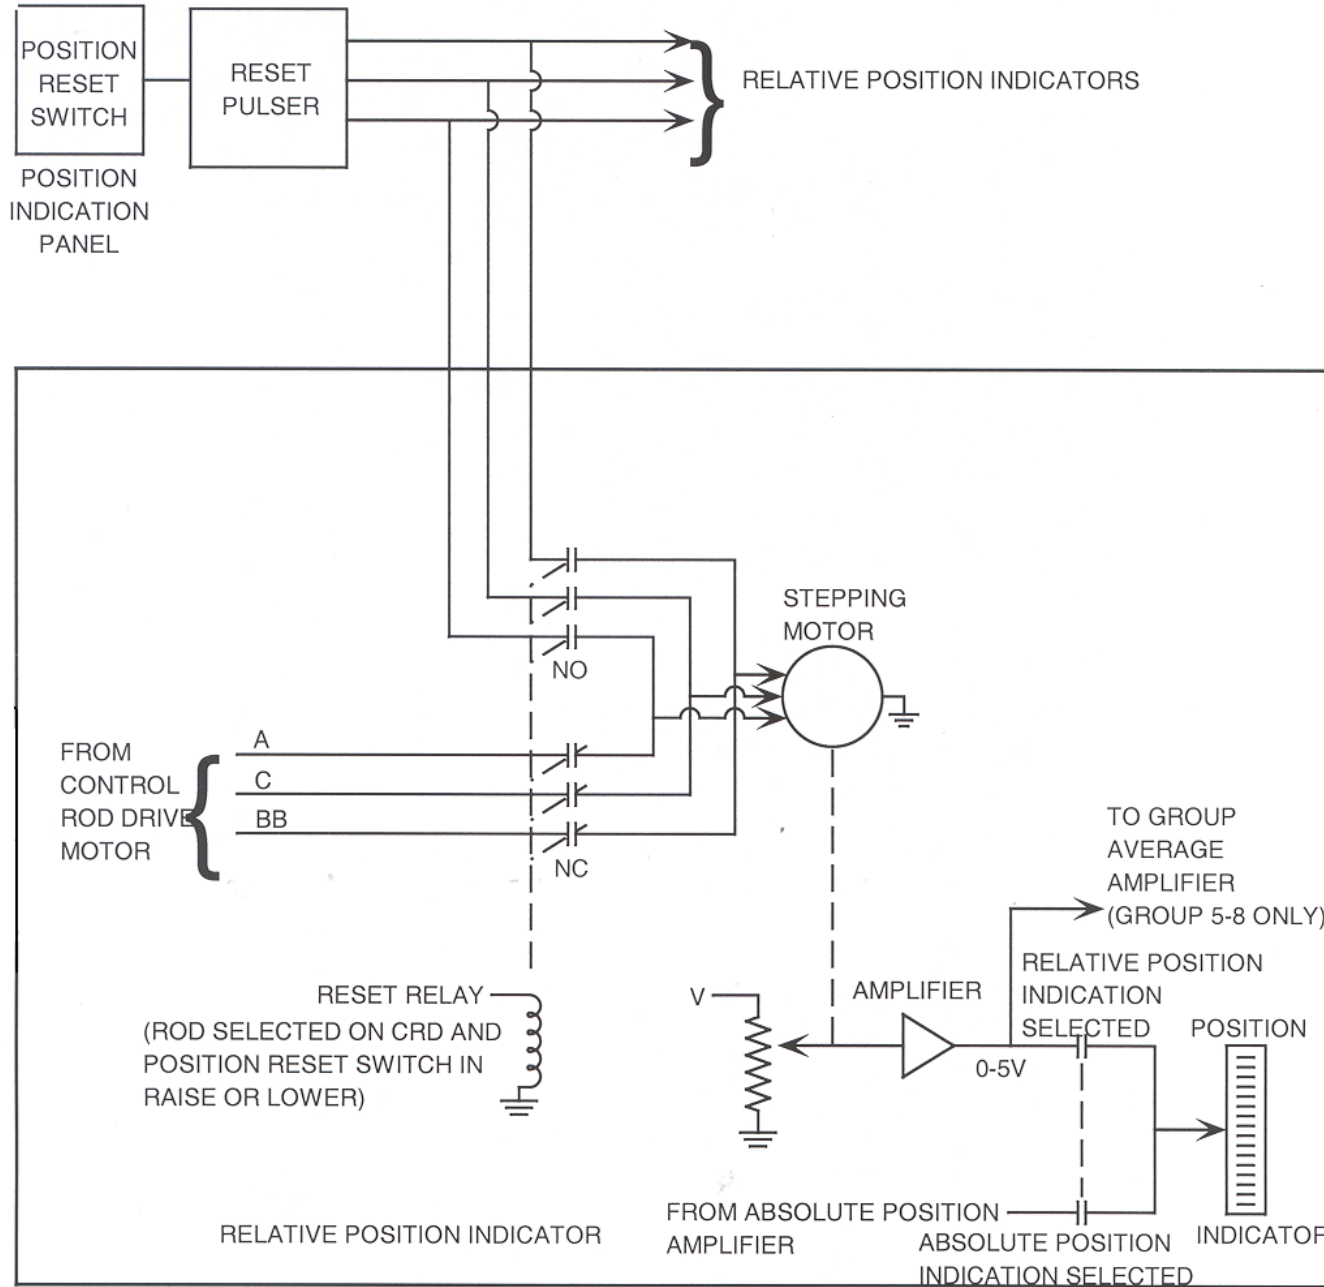 POSITION
RESET
SWITCH
RESET
PULSER
RELATIVE POSITION INDICATORS
POSITION
INDICATION
PANEL
STEPPING
MOTOR
NO
A
C
BB
FROM
CONTROL
ROD DRIVE
MOTOR
NC
TO GROUP
AVERAGE
AMPLIFIER
(GROUP 5-8 ONLY)
RELATIVE POSITION
INDICATION
SELECTED
RESET RELAY
(ROD SELECTED ON CRD AND
POSITION RESET SWITCH IN
RAISE OR LOWER)
V
AMPLIFIER
0-5V
POSITION
INDICATOR
FROM ABSOLUTE POSITION
AMPLIFIER
ABSOLUTE POSITION
INDICATION SELECTED
RELATIVE POSITION INDICATOR